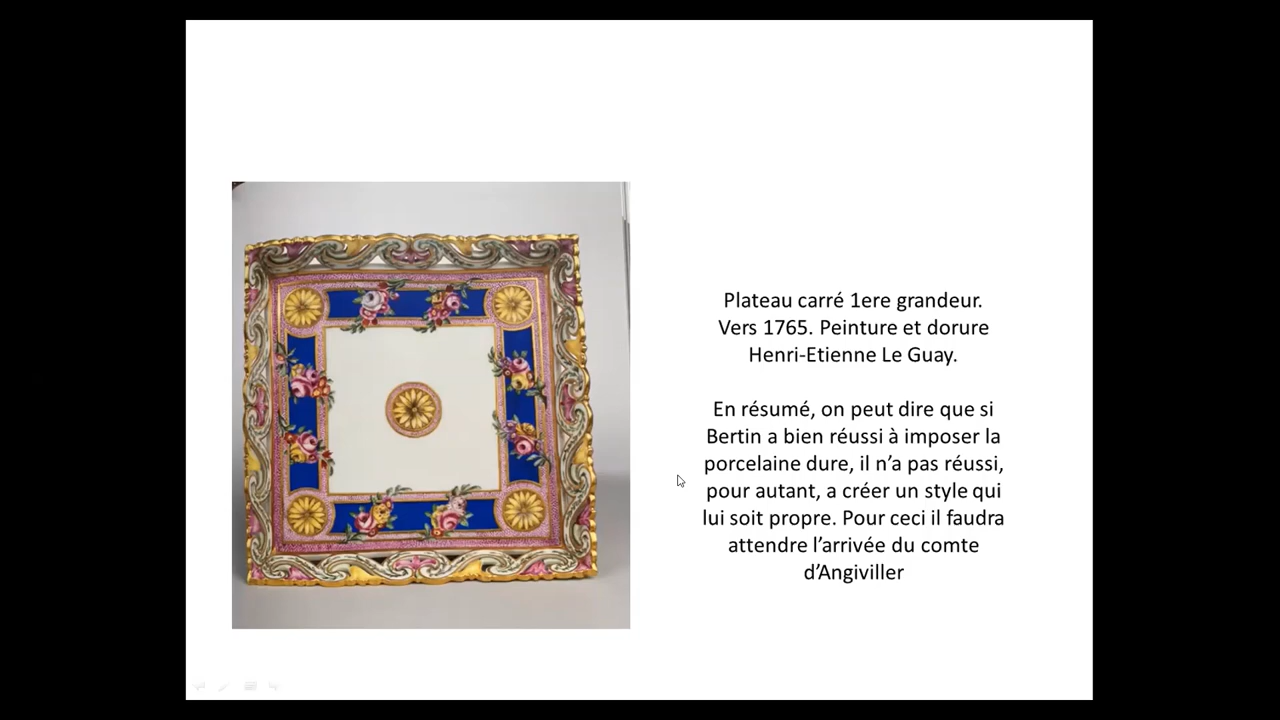 Plateau carré 1ere grandeur.
Vers 1765. Peinture et dorure
Henri-Etienne Le Guay.
En résumé, on peut dire que si
Bertin a bien réussi à imposer la
porcelaine dure, il n’a pas réussi,
pour autant, a créer un style qui
lui soit propre. Pour ceci il faudra
attendre l’arrivée du comte
d’Angiviller